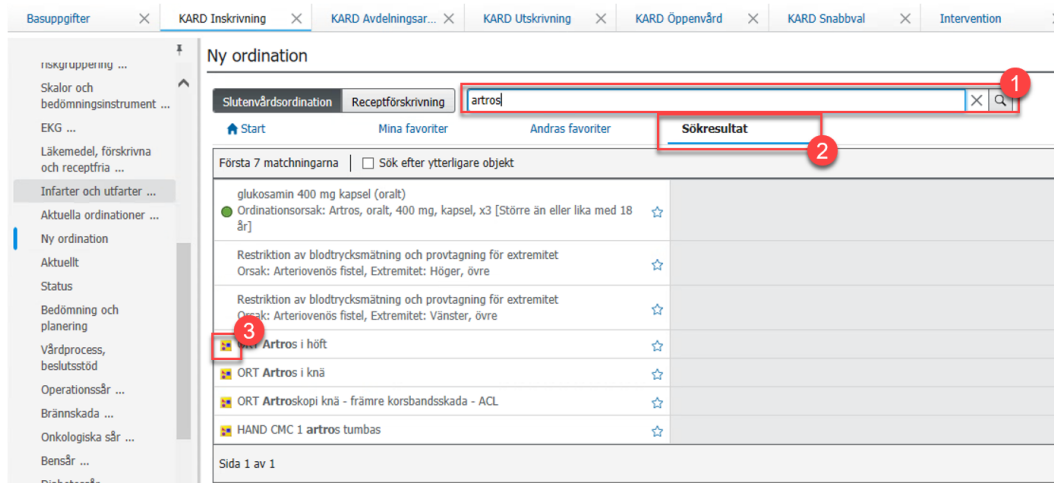 Basuppgifter
KARD Inskrivning
KARD Avdelningsar...
KARD Utskrivning
KARD Öppenvård
KARD Snabbval
Intervention
riskgruppering ...
Skalor och
bedömningsinstrument ...
EKG ...
Läkemedel, förskrivna
och receptfria ...
Infarter och utfarter ...
Aktuella ordinationer ...
Ny ordination
Aktuellt
Status
Bedömning och
planering
Vårdprocess,
beslutsstöd
Operationssår ...
Brännskada ...
Onkologiska sår ...
Bensår ...
Ny ordination
Slutenvårdsordination
Receptförskrivning
artros
1
Start
Mina favoriter
Andras favoriter
Sökresultat
2
Första 7 matchningarna
Sök efter ytterligare objekt
glukosamin 400 mg kapsel (oralt)
Ordinationsorsak: Artros, oralt, 400 mg, kapsel, x3 [Större än eller lika med 18
år]
Restriktion av blodtrycksmätning och provtagning för extremitet
Orsak: Arteriovenös fistel, Extremitet: Höger, övre
Restriktion av blodtrycksmätning och provtagning för extremitet
Orsak: Arteriovenös fistel, Extremitet: Vänster, övre
3
ORT Artros i höft
ORT Artros i knä
ORT Artroskopi knä - främre korsbandsskada - ACL
HAND CMC 1 artros tumbas
Sida 1 av 1